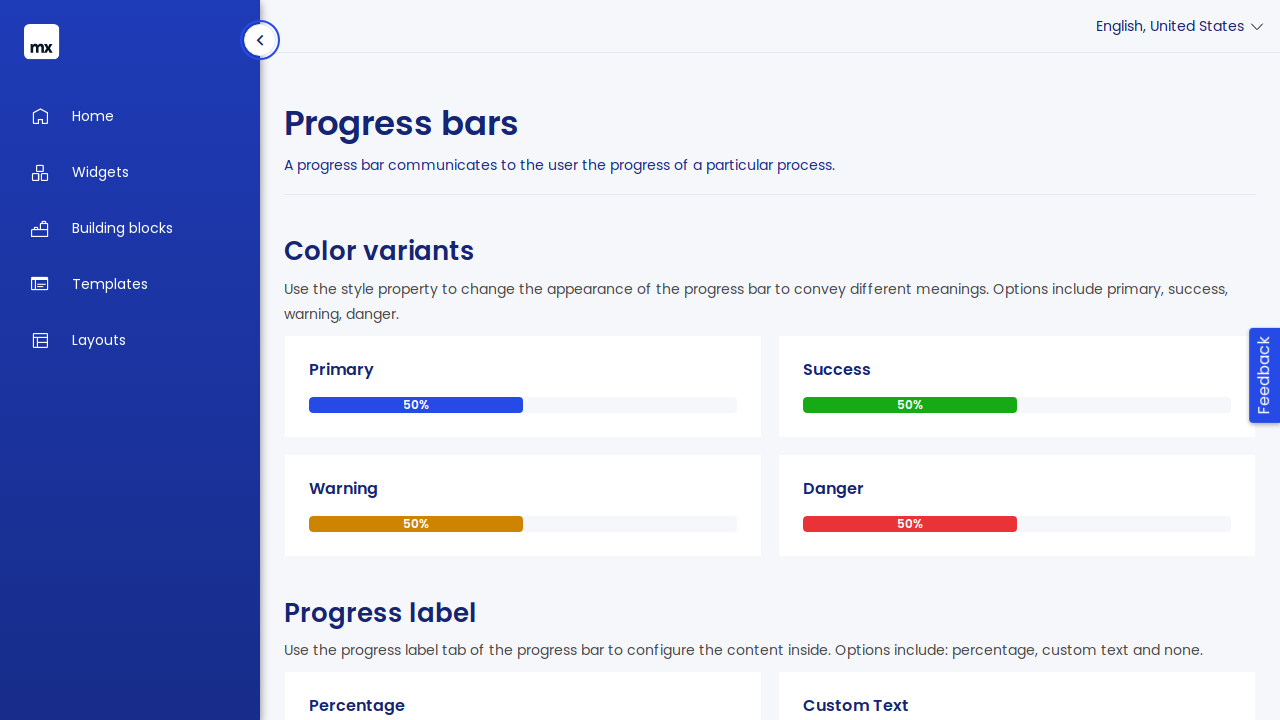 mx
English, United States
Home
Widgets
Building blocks
Templates
Layouts
Progress bars
A progress bar communicates to the user the progress of a particular process.
Color variants
Use the style property to change the appearance of the progress bar to convey different meanings. Options include primary, success,
warning, danger.
Primary
50%
Success
50%
Warning
50%
Danger
50%
Feedback
Progress label
Use the progress label tab of the progress bar to configure the content inside. Options include: percentage, custom text and none.
Percentage
Custom Text